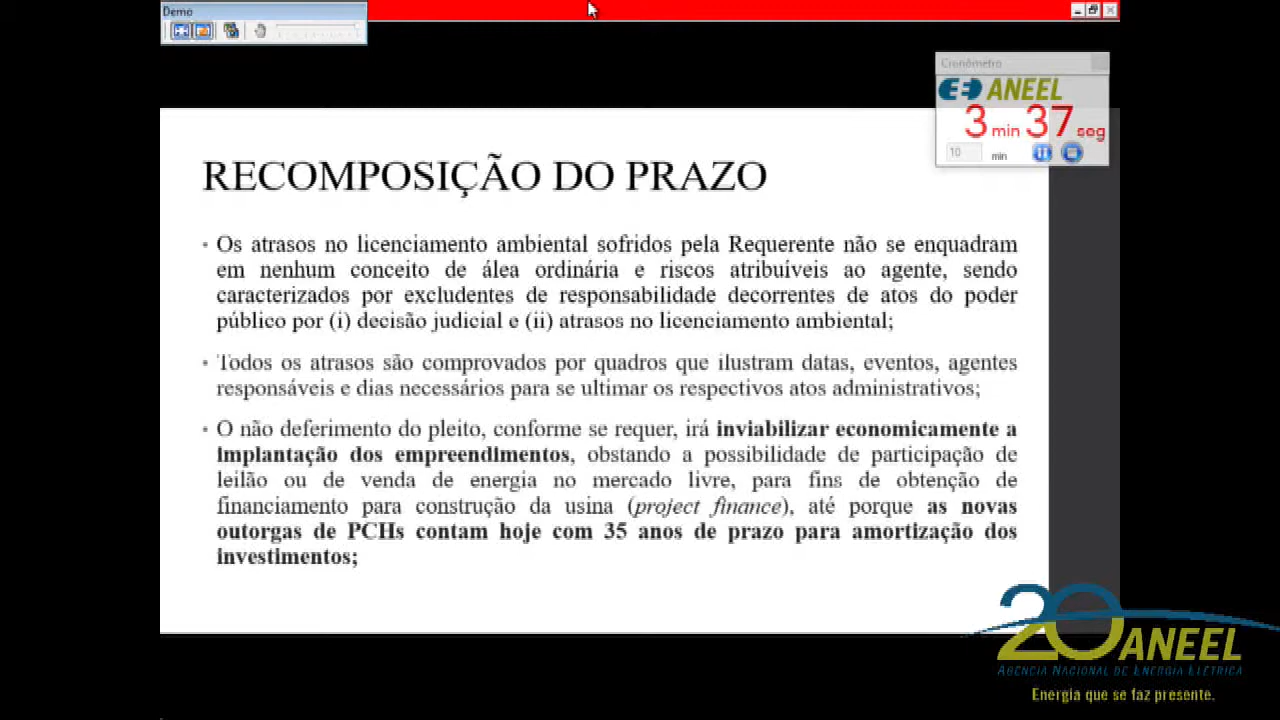 Demo
Cronômetro
ANEEL
3 min 37 seg
10 min
RECOMPOSIÇÃO DO PRAZO
• Os atrasos no licenciamento ambiental sofridos pela Requerente não se enquadram
em nenhum conceito de álea ordinária e riscos atribuíveis ao agente, sendo
caracterizados por excludentes de responsabilidade decorrentes de atos do poder
público por (i) decisão judicial e (ii) atrasos no licenciamento ambiental;
• Todos os atrasos são comprovados por quadros que ilustram datas, eventos, agentes
responsáveis e dias necessários para se ultimar os respectivos atos administrativos;
• O não deferimento do pleito, conforme se requer, irá inviabilizar economicamente a
implantação dos empreendimentos, obstando a possibilidade de participação de
leilão ou de venda de energia no mercado livre, para fins de obtenção de
financiamento para construção da usina (project finance), até porque as novas
outorgas de PCHs contam hoje com 35 anos de prazo para amortização dos
investimentos;
20 ANEEL
AGÊNCIA NACIONAL DE ENERGIA ELÉTRICA
Energia que se faz presente.